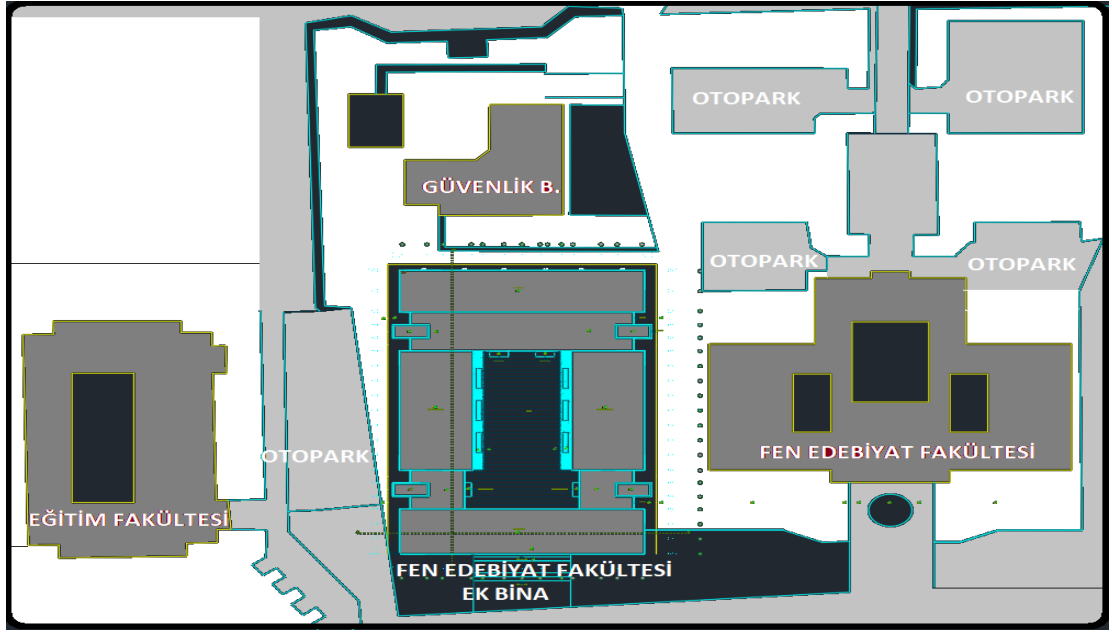 OTOPARK
OTOPARK
GÜVENLİK B.
OTOPARK
OTOPARK
OTOPARK
FEN EDEBİYAT FAKÜLTESİ
EĞİTİM FAKÜLTESİ
FEN EDEBİYAT FAKÜLTESİ
EK BİNA